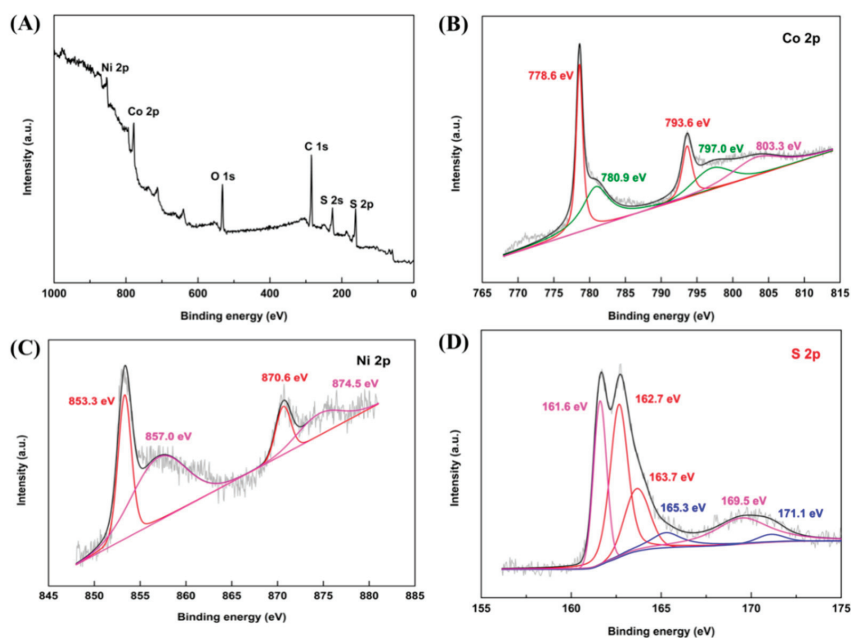 (A)
Ni 2p
Co 2p
O 1s
C 1s
S 2s
S 2p
Intensity (a.u.)
1000 800 600 400 200 0
Binding energy (eV)
(B)
Co 2p
778.6 eV
780.9 eV
793.6 eV
797.0 eV
803.3 eV
Intensity (a.u.)
765 770 775 780 785 790 795 800 805 810 815
Binding energy (eV)
(C)
Ni 2p
853.3 eV
857.0 eV
870.6 eV
874.5 eV
Intensity (a.u.)
845 850 855 860 865 870 875 880 885
Binding energy (eV)
(D)
S 2p
161.6 eV
162.7 eV
163.7 eV
165.3 eV
169.5 eV
171.1 eV
Intensity (a.u.)
155 160 165 170 175
Binding energy (eV)